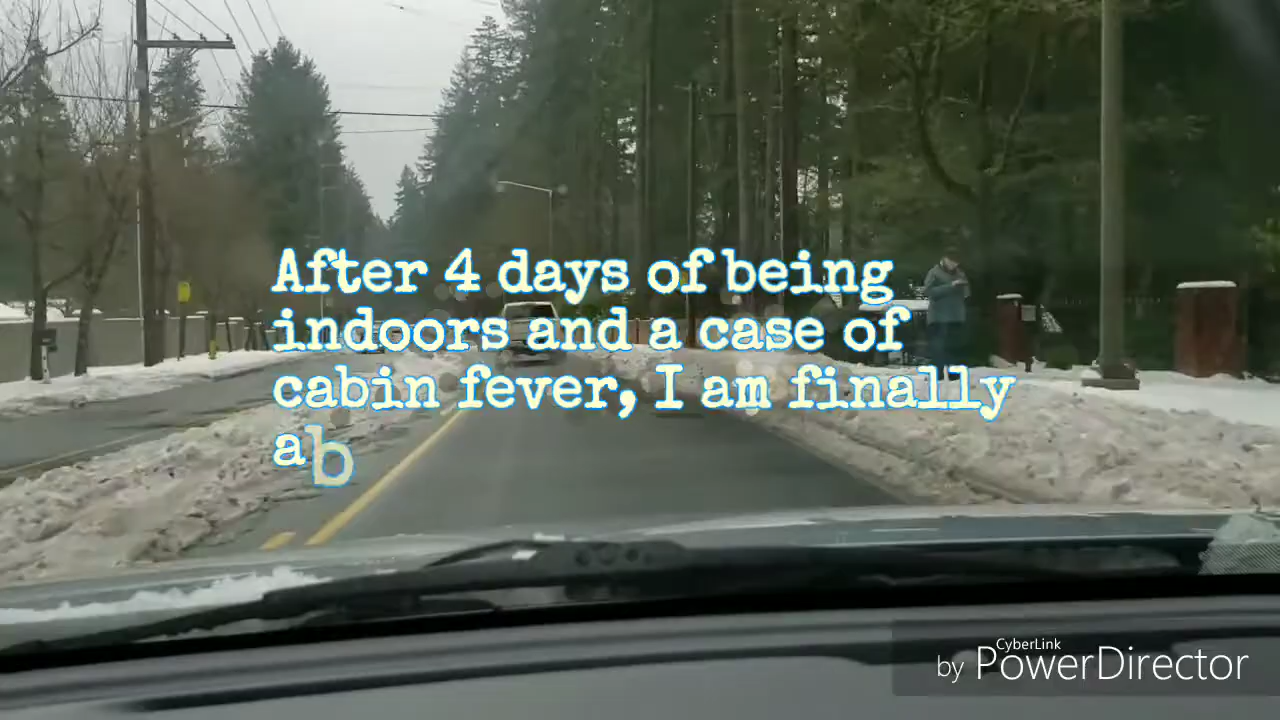 After 4 days of being
indoors and a case of
cabin fever, I am finally
ab
CyberLink
by PowerDirector